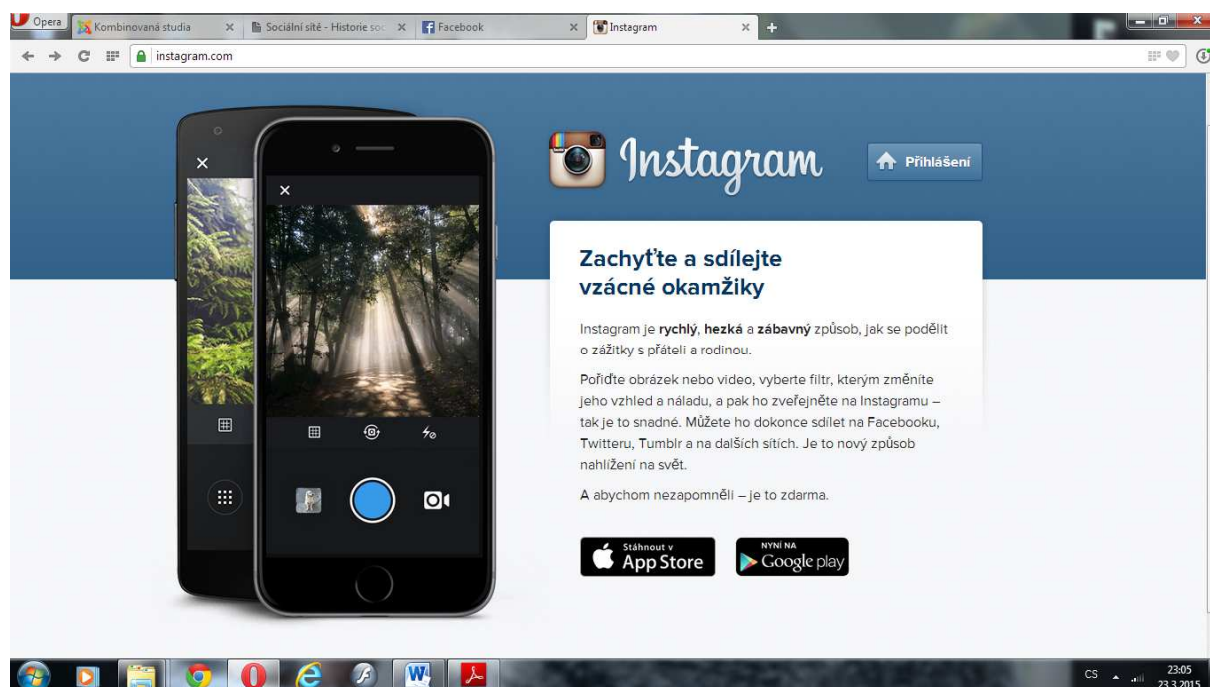 Opera
Kombinovaná studia
Sociální sítě - Historie soc
Facebook
Instagram
instagram.com
Instagram
Přihlášení
Zachyťte a sdílejte
vzácné okamžiky
Instagram je rychlý, hezká a zábavný způsob, jak se podělit
o zážitky s přáteli a rodinou.
Pořiďte obrázek nebo video, vyberte filtr, kterým změníte
jeho vzhled a náladu, a pak ho zveřejněte na Instagramu –
tak je to snadné. Můžete ho dokonce sdílet na Facebooku,
Twitteru, Tumblr a na dalších sítích. Je to nový způsob
nahlížení na svět.
A abychom nezapomněli – je to zdarma.
Stáhnout v
App Store
NYNÍ NA
Google play
CS
23:05
23.3.2015